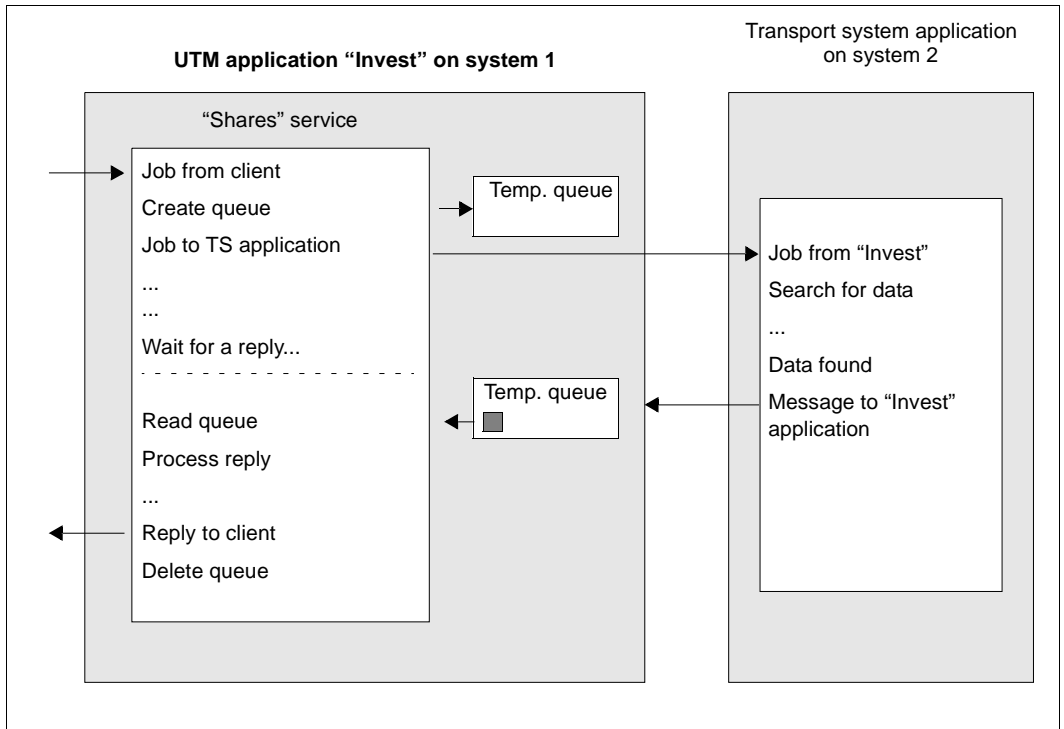 UTM application “Invest” on system 1
Transport system application
on system 2
“Shares” service
Job from client
Create queue
Job to TS application
...
...
Wait for a reply...
Read queue
Process reply
...
Reply to client
Delete queue
Temp. queue
Temp. queue
Job from “Invest”
Search for data
...
Data found
Message to “Invest”
application